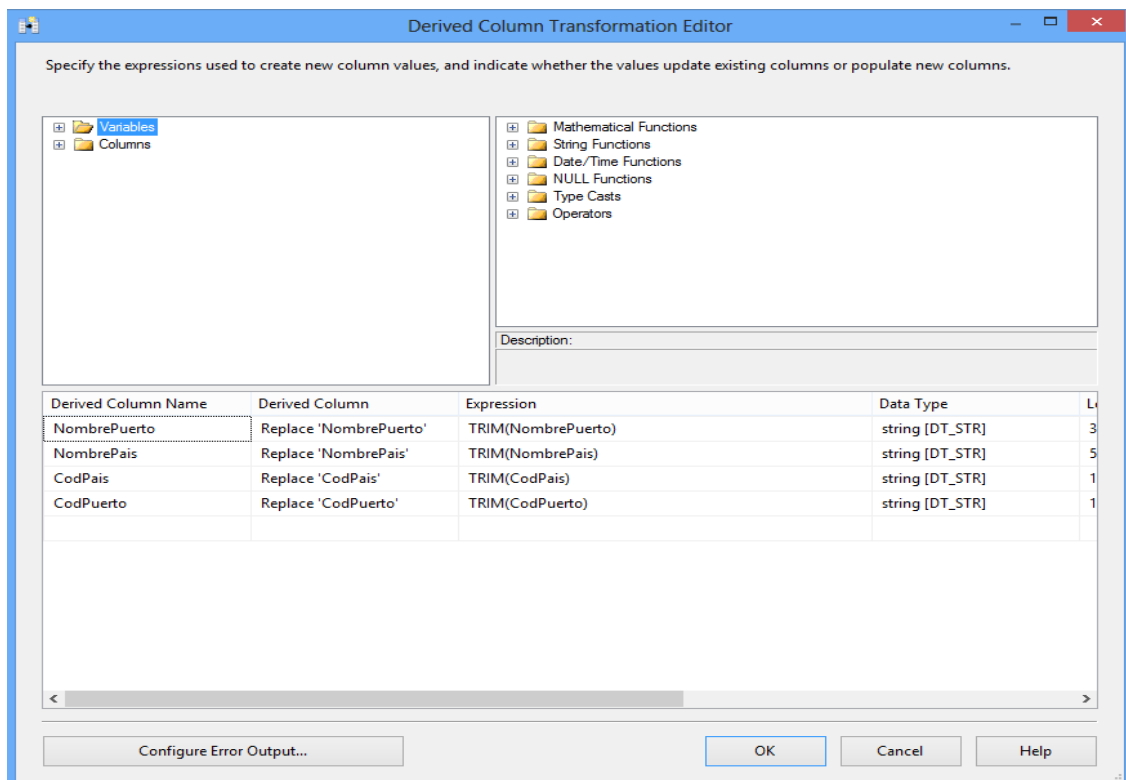 Derived Column Transformation Editor
Specify the expressions used to create new column values, and indicate whether the values update existing columns or populate new columns.
Variables
Columns
Mathematical Functions
String Functions
Date/Time Functions
NULL Functions
Type Casts
Operators
Description:
Derived Column Name Derived Column Expression Data Type
NombrePuerto Replace 'NombrePuerto' TRIM(NombrePuerto) string [DT_STR] 3
NombrePais Replace 'NombrePais' TRIM(NombrePais) string [DT_STR] 5
CodPais Replace 'CodPais' TRIM(CodPais) string [DT_STR] 1
CodPuerto Replace 'CodPuerto' TRIM(CodPuerto) string [DT_STR] 1
Configure Error Output... OK Cancel Help